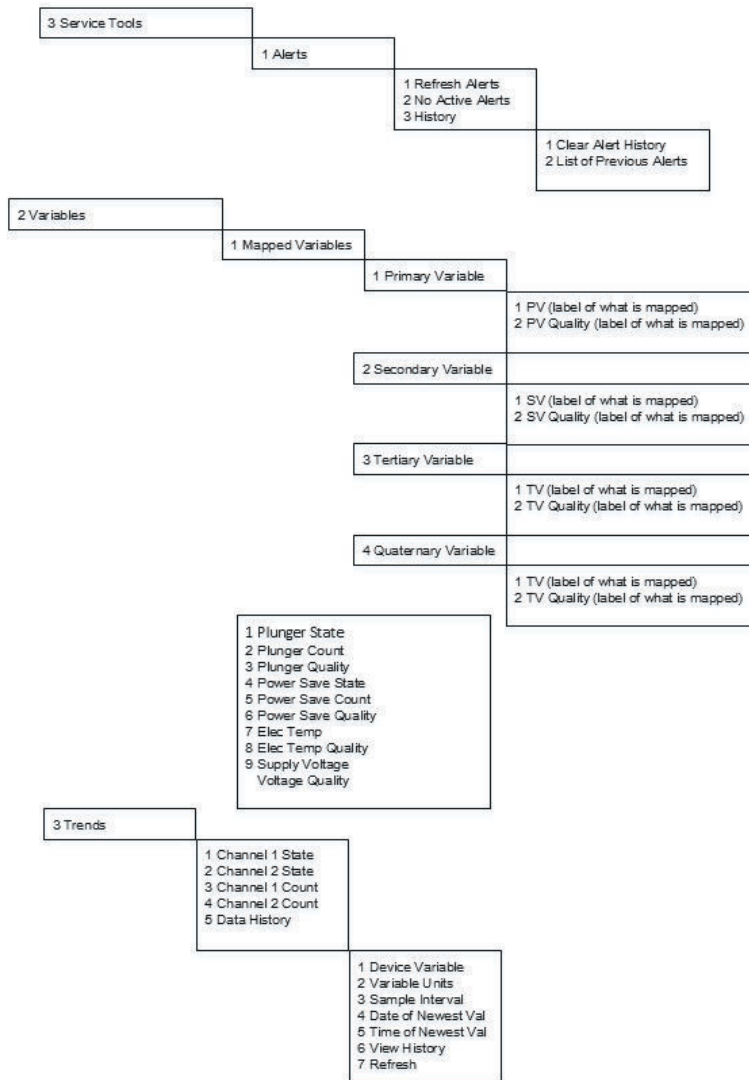 3 Service Tools
1 Alerts
1 Refresh Alerts
2 No Active Alerts
3 History
1 Clear Alert History
2 List of Previous Alerts
2 Variables
1 Mapped Variables
1 Primary Variable
1 PV (label of what is mapped)
2 PV Quality (label of what is mapped)
2 Secondary Variable
1 SV (label of what is mapped)
2 SV Quality (label of what is mapped)
3 Tertiary Variable
1 TV (label of what is mapped)
2 TV Quality (label of what is mapped)
4 Quaternary Variable
1 TV (label of what is mapped)
2 TV Quality (label of what is mapped)
1 Plunger State
2 Plunger Count
3 Plunger Quality
4 Power Save State
5 Power Save Count
6 Power Save Quality
7 Elec Temp
8 Elec Temp Quality
9 Supply Voltage
Voltage Quality
3 Trends
1 Channel 1 State
2 Channel 2 State
3 Channel 1 Count
4 Channel 2 Count
5 Data History
1 Device Variable
2 Variable Units
3 Sample Interval
4 Date of Newest Val
5 Time of Newest Val
6 View History
7 Refresh